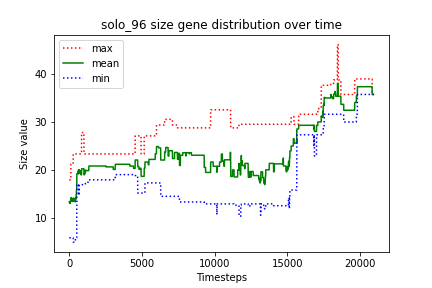 solo_96 size gene distribution over time
max
mean
min
Size value
40
30
20
10
0
5000
10000
15000
20000
Timesteps